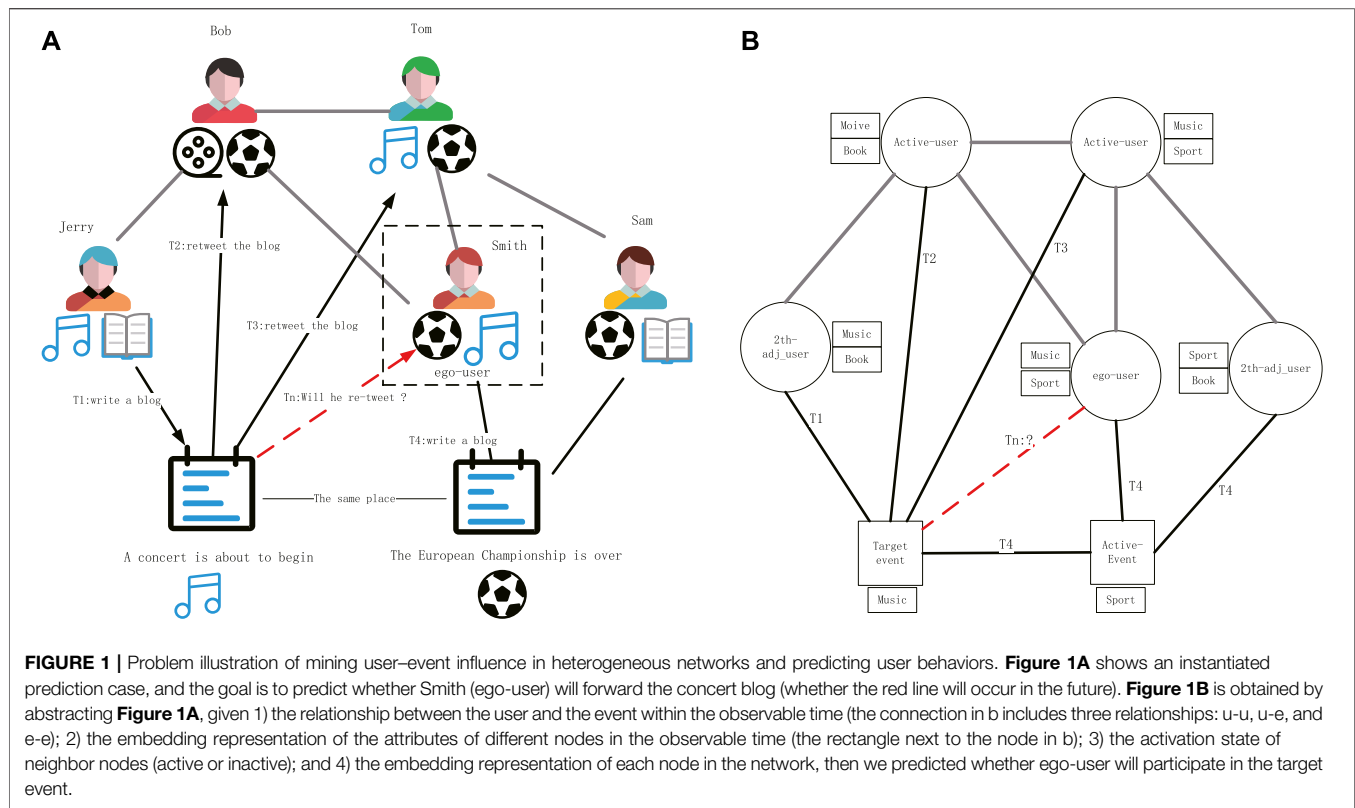 A
Bob
Tom
Jerry
T2:retweet the blog
Smith
Sam
T3:retweet the blog
ego-user
T1:write a blog
Tn:Will he re-tweet ?
T4:write a blog
The same place
A concert is about to begin
The European Championship is over
B
Moive
Book
Active-user
Active-user
Music
Sport
T2
T3
2th-
adj_user
Music
Book
Music
Sport
ego-user
Sport
Book
2th-adj_user
T1
Tn:?
T4
T4
Target
event
T4
Active-
Event
Music
Sport
FIGURE 1 | Problem illustration of mining user–event influence in heterogeneous networks and predicting user behaviors. Figure 1A shows an instantiated
prediction case, and the goal is to predict whether Smith (ego-user) will forward the concert blog (whether the red line will occur in the future). Figure 1B is obtained by
abstracting Figure 1A, given 1) the relationship between the user and the event within the observable time (the connection in b includes three relationships: u-u, u-e, and
e-e); 2) the embedding representation of the attributes of different nodes in the observable time (the rectangle next to the node in b); 3) the activation state of
neighbor nodes (active or inactive); and 4) the embedding representation of each node in the network, then we predicted whether ego-user will participate in the target
event.